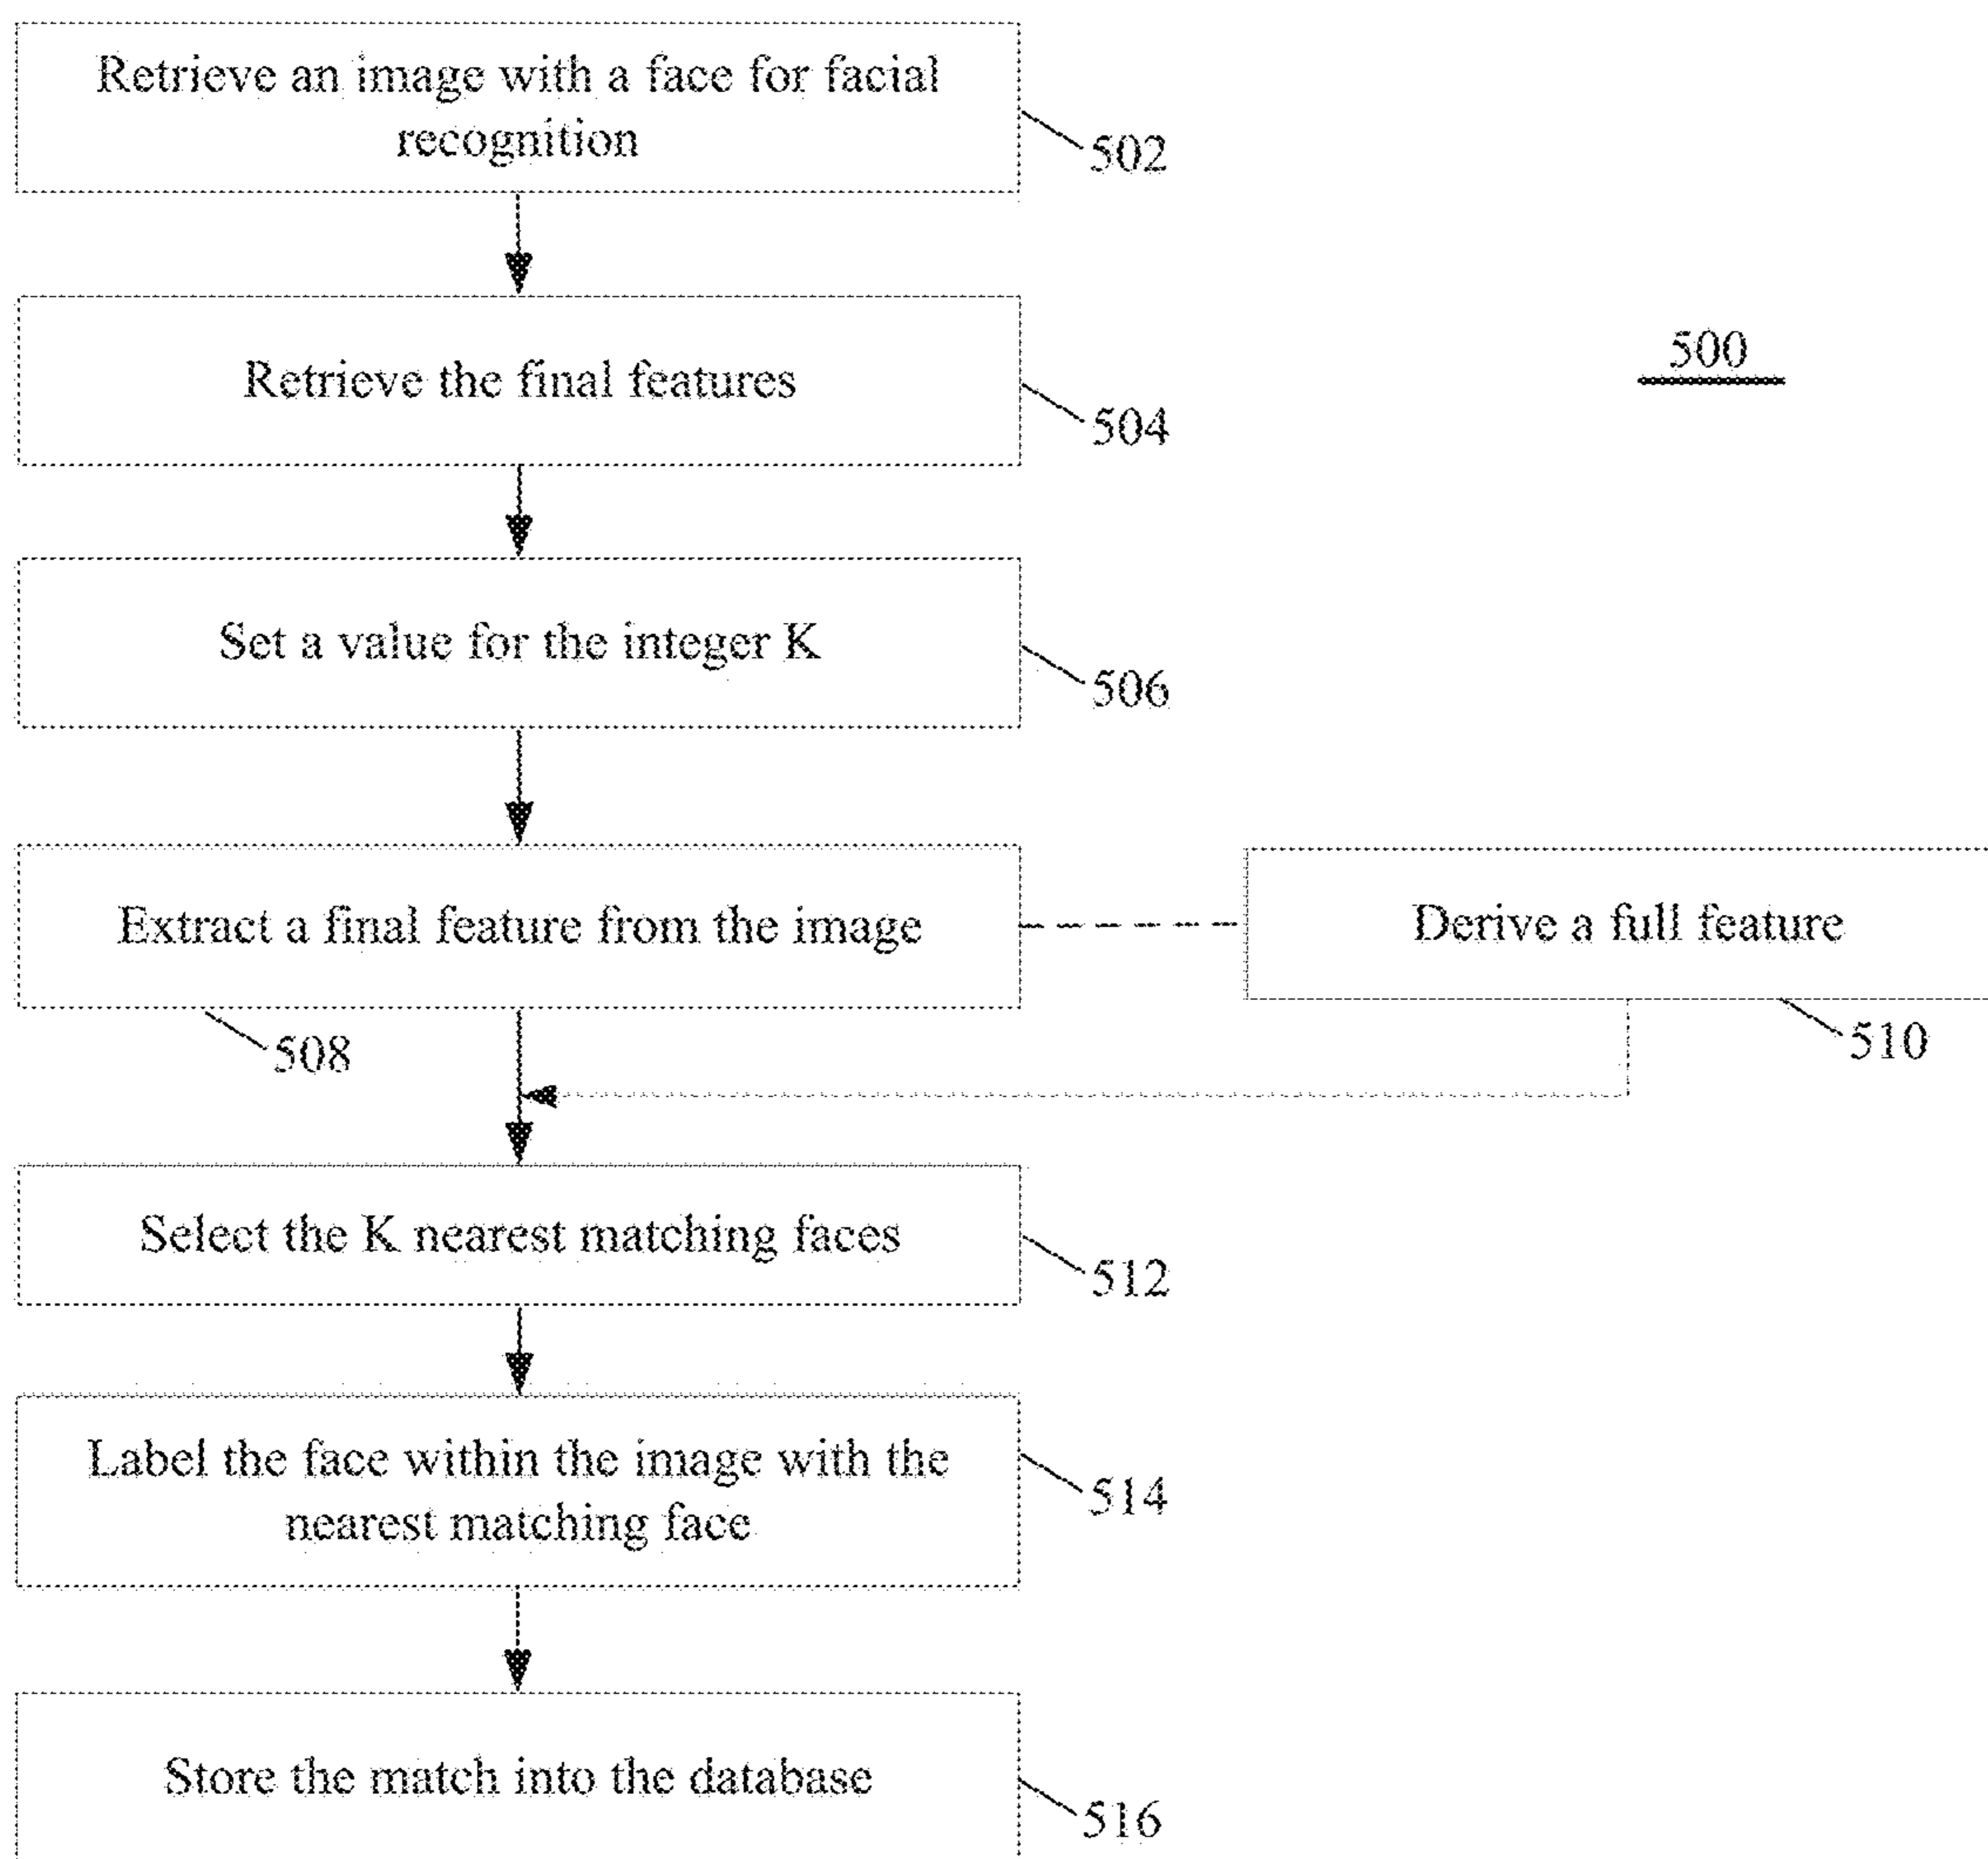 Retrieve an image with a face for facial
recognition
502
Retrieve the final features
504
500
Set a value for the integer K
506
Extract a final feature from the image
508
Derive a full feature
510
Select the K nearest matching faces
512
Label the face within the image with the
nearest matching face
514
Store the match into the database
516